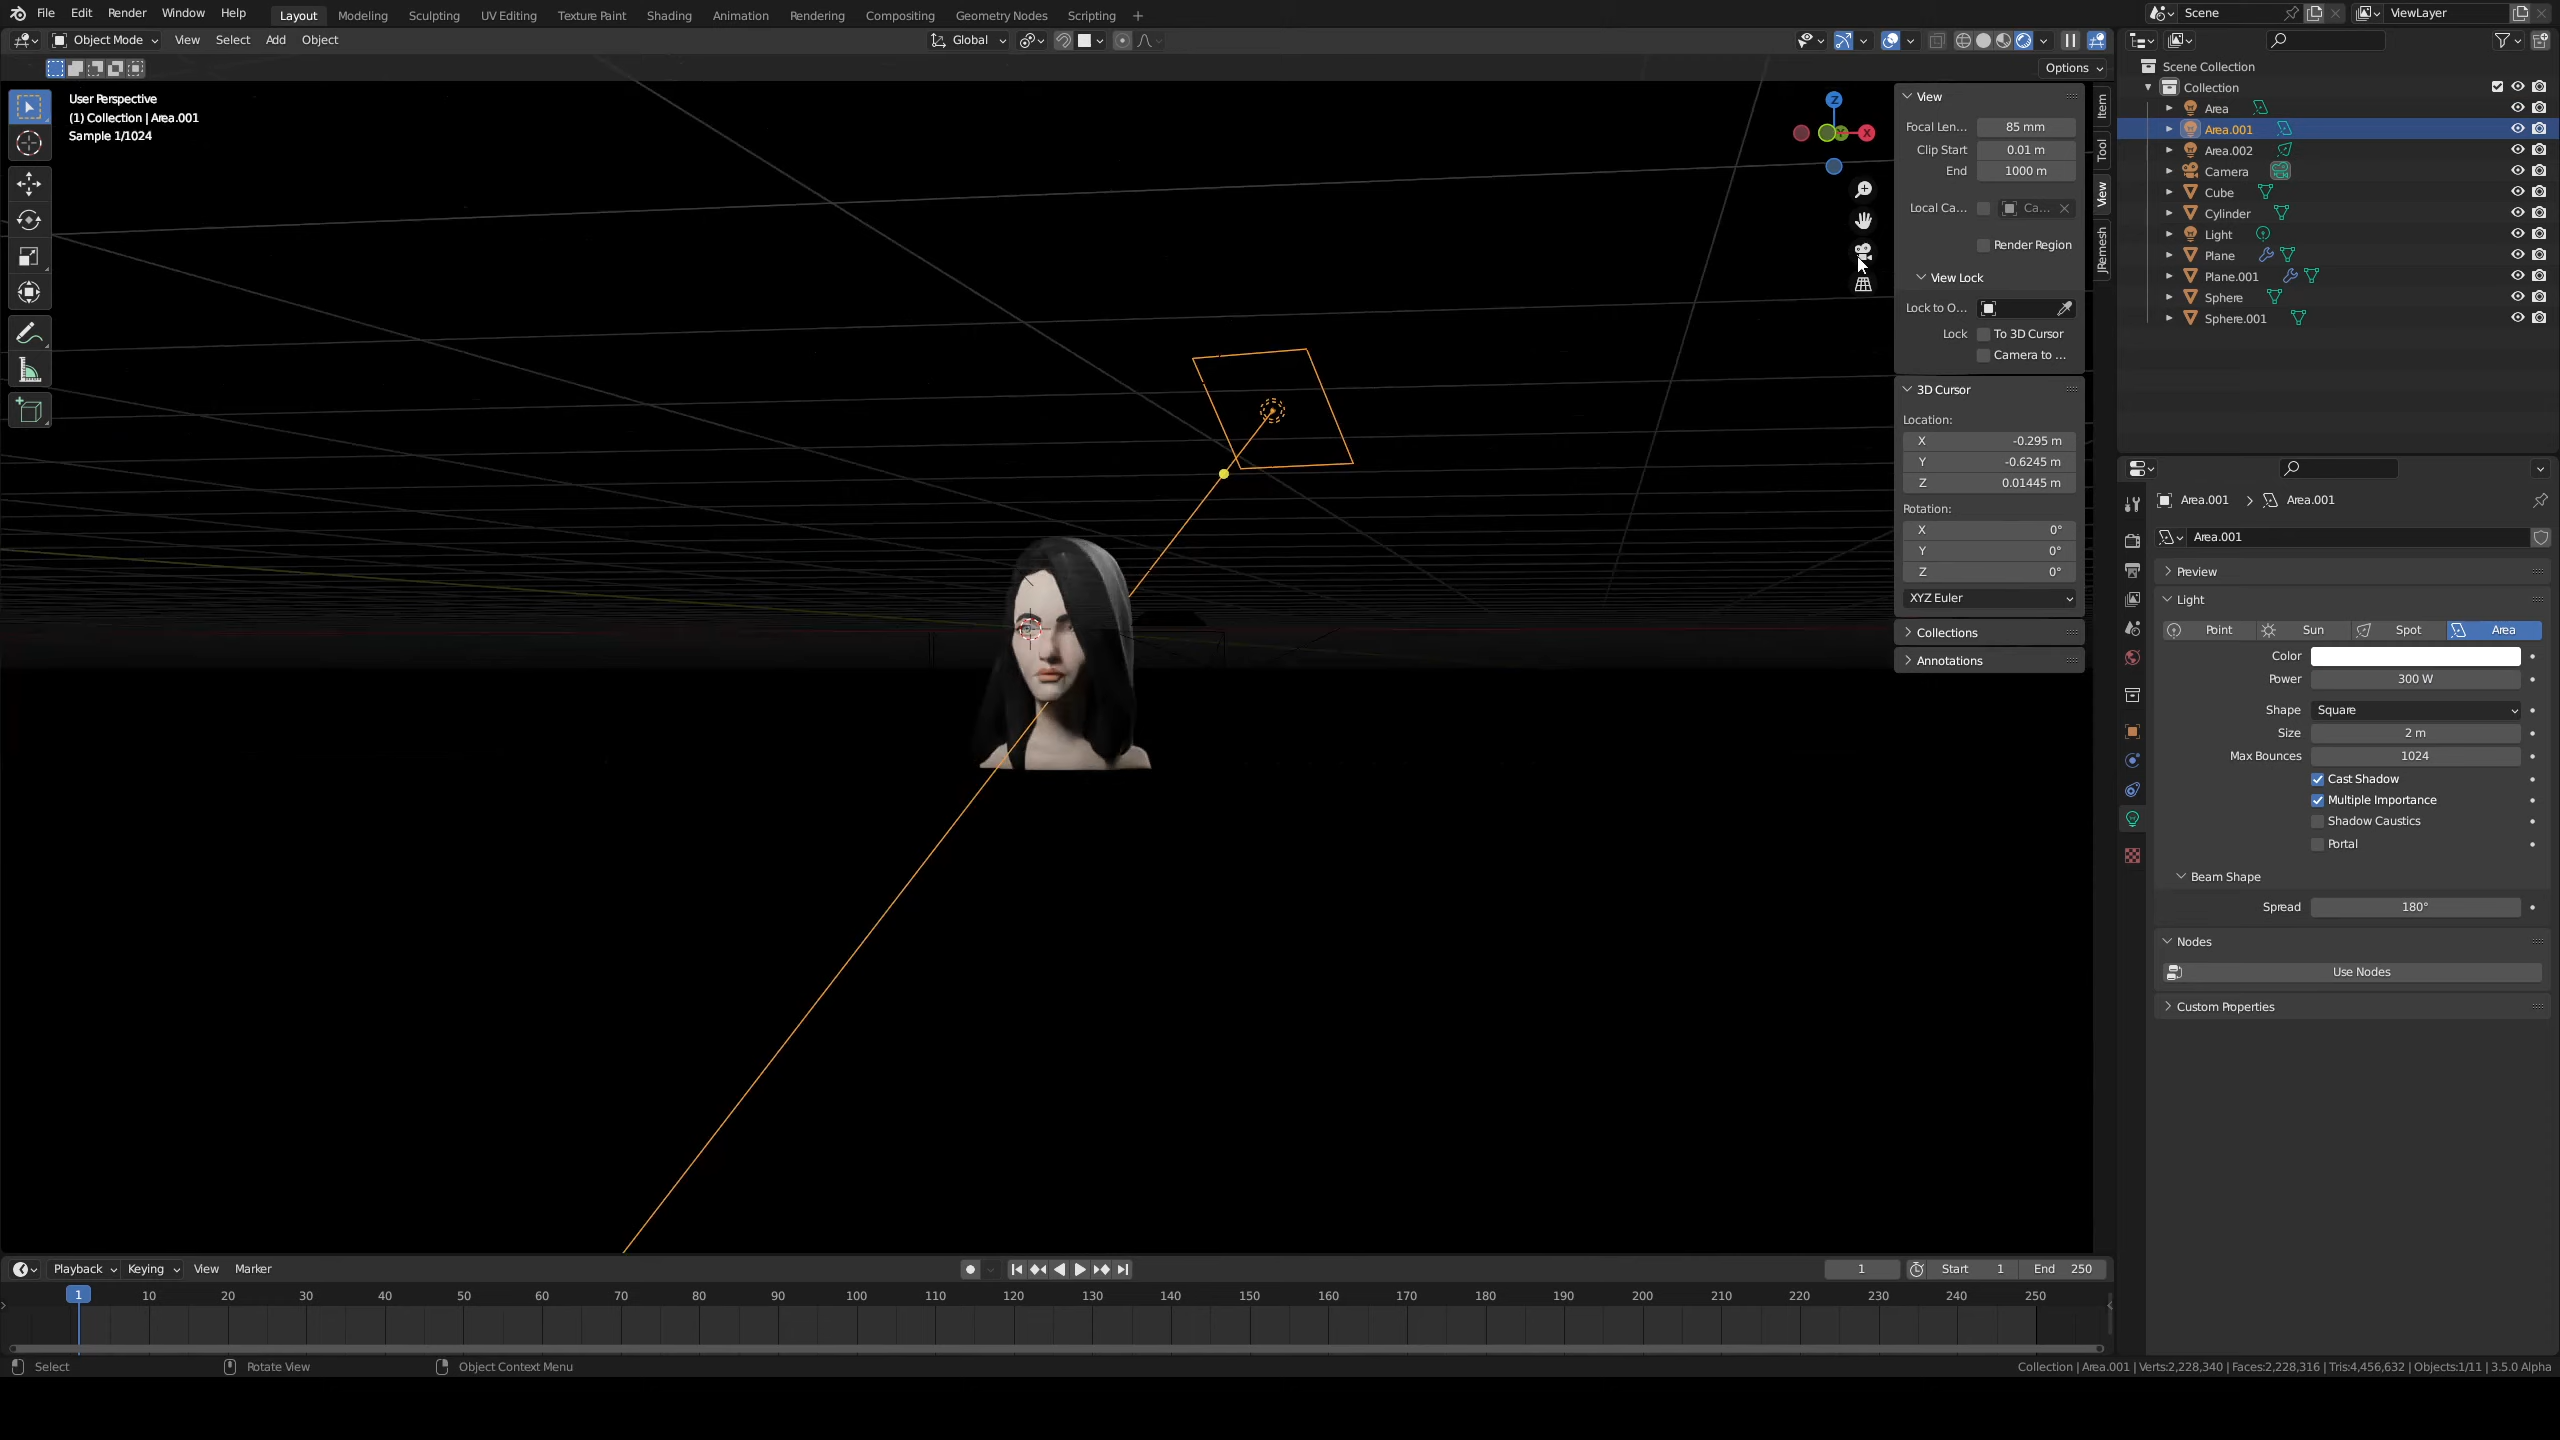 File Edit Render Window Help Layout Modeling Sculpting UV Editing Texture Paint Shading Animation Rendering Compositing Geometry Nodes Scripting + Scene ViewLayer
Object Mode View Select Add Object Global
Options
User Perspective
(1) Collection | Area.001
Sample 1/1024
Z
X
View
Focal Len... 85 mm
Clip Start 0.01 m
End 1000 m
Local Ca... Ca...
Render Region
View Lock
Lock to O...
Lock To 3D Cursor
Camera to ...
3D Cursor
Location:
X -0.295 m
Y -0.6245 m
Z 0.01445 m
Rotation:
X 0°
Y 0°
Z 0°
XYZ Euler
Collections
Annotations
Item
Tool
View
JRemesh
Scene Collection
Collection
Area
Area.001
Area.002
Camera
Cube
Cylinder
Light
Plane
Plane.001
Sphere
Sphere.001
Area.001 Area.001
Area.001
Preview
Light
Point Sun Spot Area
Color
Power 300 W
Shape Square
Size 2 m
Max Bounces 1024
Cast Shadow
Multiple Importance
Shadow Caustics
Portal
Beam Shape
Spread 180°
Nodes
Use Nodes
Custom Properties
Playback Keying View Marker 1 Start 1 End 250
1 10 20 30 40 50 60 70 80 90 100 110 120 130 140 150 160 170 180 190 200 210 220 230 240 250
Select Rotate View Object Context Menu Collection | Area.001 | Verts:2,228,340 | Faces:2,228,316 | Tris:4,456,632 | Objects:1/11 | 3.5.0 Alpha